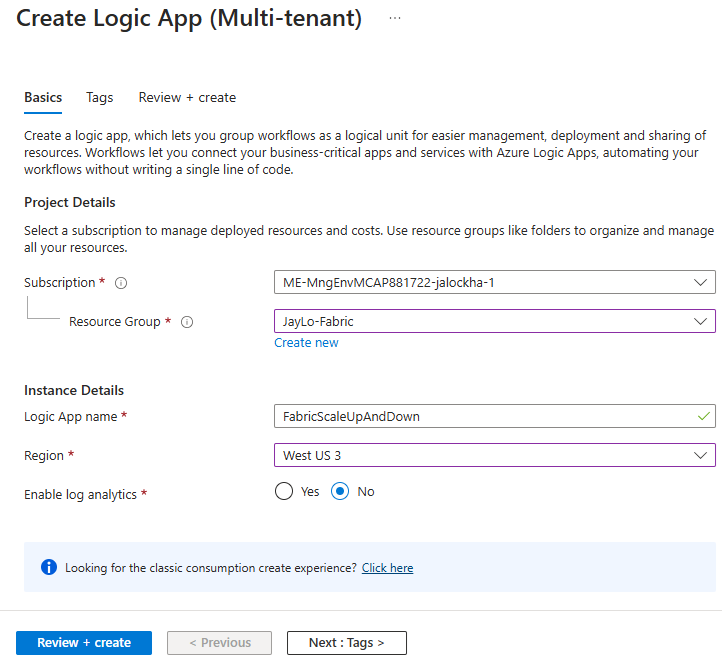 Create Logic App (Multi-tenant) ...
Basics Tags Review + create
Create a logic app, which lets you group workflows as a logical unit for easier management, deployment and sharing of
resources. Workflows let you connect your business-critical apps and services with Azure Logic Apps, automating your
workflows without writing a single line of code.
Project Details
Select a subscription to manage deployed resources and costs. Use resource groups like folders to organize and manage
all your resources.
Subscription * ME-MngEnvMCAP881722-jalockha-1
Resource Group * JayLo-Fabric
Create new
Instance Details
Logic App name * FabricScaleUpAndDown
Region * West US 3
Enable log analytics * Yes No
Looking for the classic consumption create experience? Click here
Review + create < Previous Next : Tags >